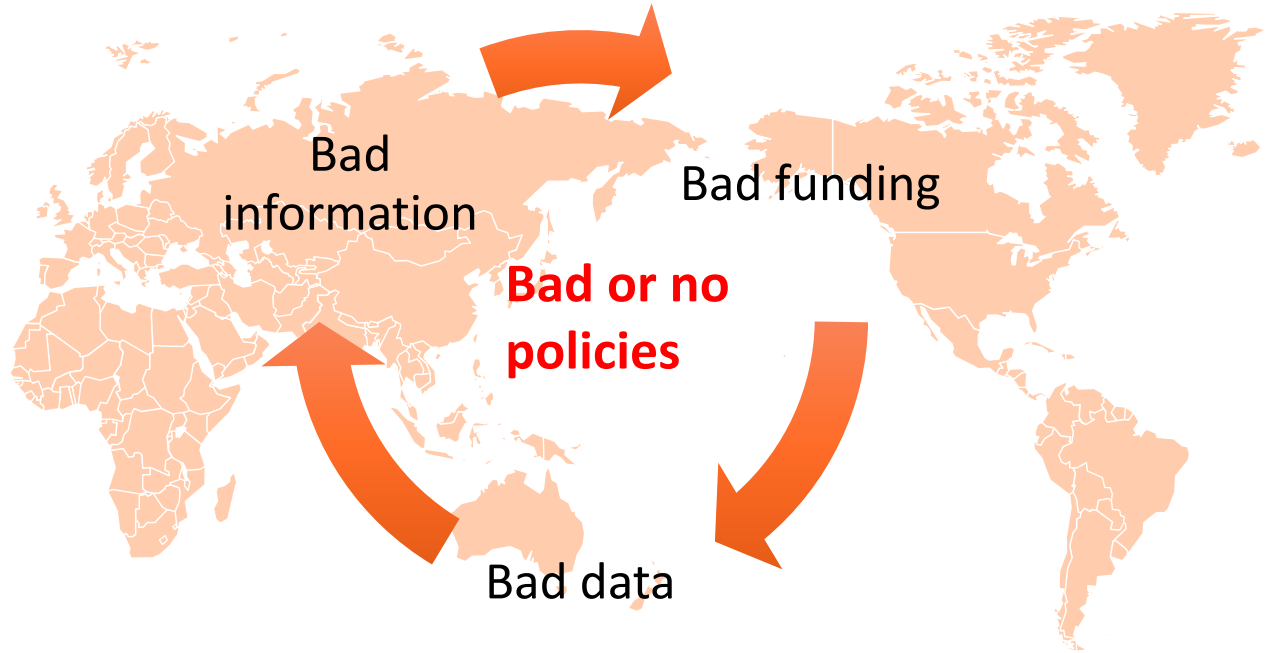 Bad
information
Bad funding
Bad or no
policies
Bad data